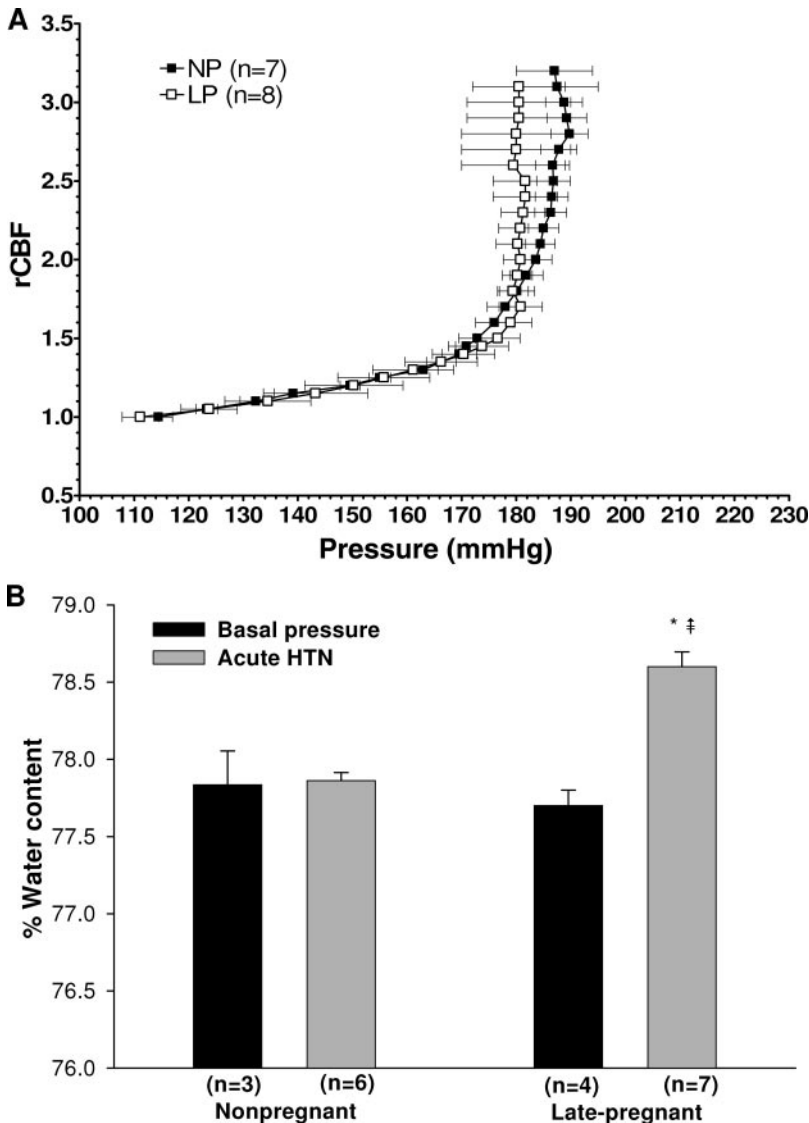 A
NP (n=7)
LP (n=8)
3.5
3.0
2.5
2.0
1.5
1.0
0.5
rCBF
100 110 120 130 140 150 160 170 180 190 200 210 220 230
Pressure (mmHg)
B
79.0
78.5
78.0
77.5
77.0
76.5
76.0
% Water content
Basal pressure
Acute HTN
* ‡
(n=3) (n=6) (n=4) (n=7)
Nonpregnant Late-pregnant